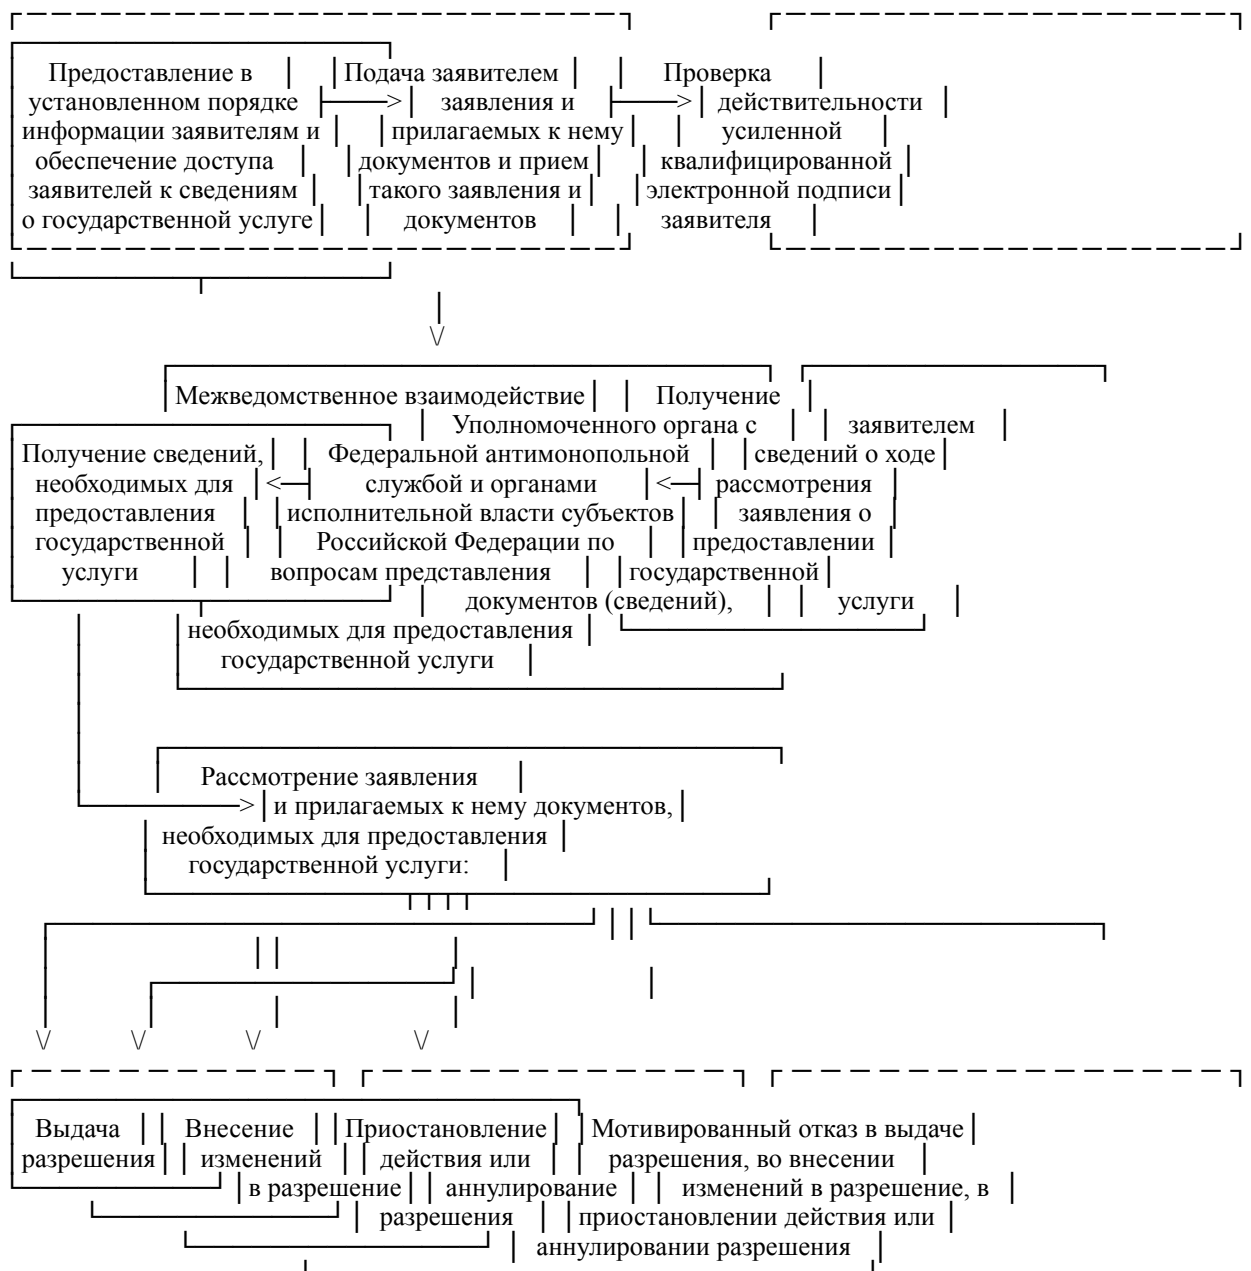 Предоставление в Подача заявителем Проверка
установленном порядке заявления и действительности
информации заявителям и прилагаемых к нему усиленной
обеспечение доступа документов и прием квалифицированной
заявителей к сведениям такого заявления и электронной подписи
о государственной услуге документов заявителя
Межведомственное взаимодействие Получение
Уполномоченного органа с заявителем
Получение сведений, Федеральной антимонопольной сведений о ходе
необходимых для службой и органами рассмотрения
предоставления исполнительной власти субъектов заявления о
государственной Российской Федерации по предоставлении
услуги вопросам представления государственной
документов (сведений), услуги
необходимых для предоставления
государственной услуги
Рассмотрение заявления
и прилагаемых к нему документов,
необходимых для предоставления
государственной услуги:
Выдача Внесение Приостановление Мотивированный отказ в выдаче
разрешения изменений действия или разрешения, во внесении
в разрешение аннулирование изменений в разрешение, в
разрешения приостановлении действия или
аннулировании разрешения